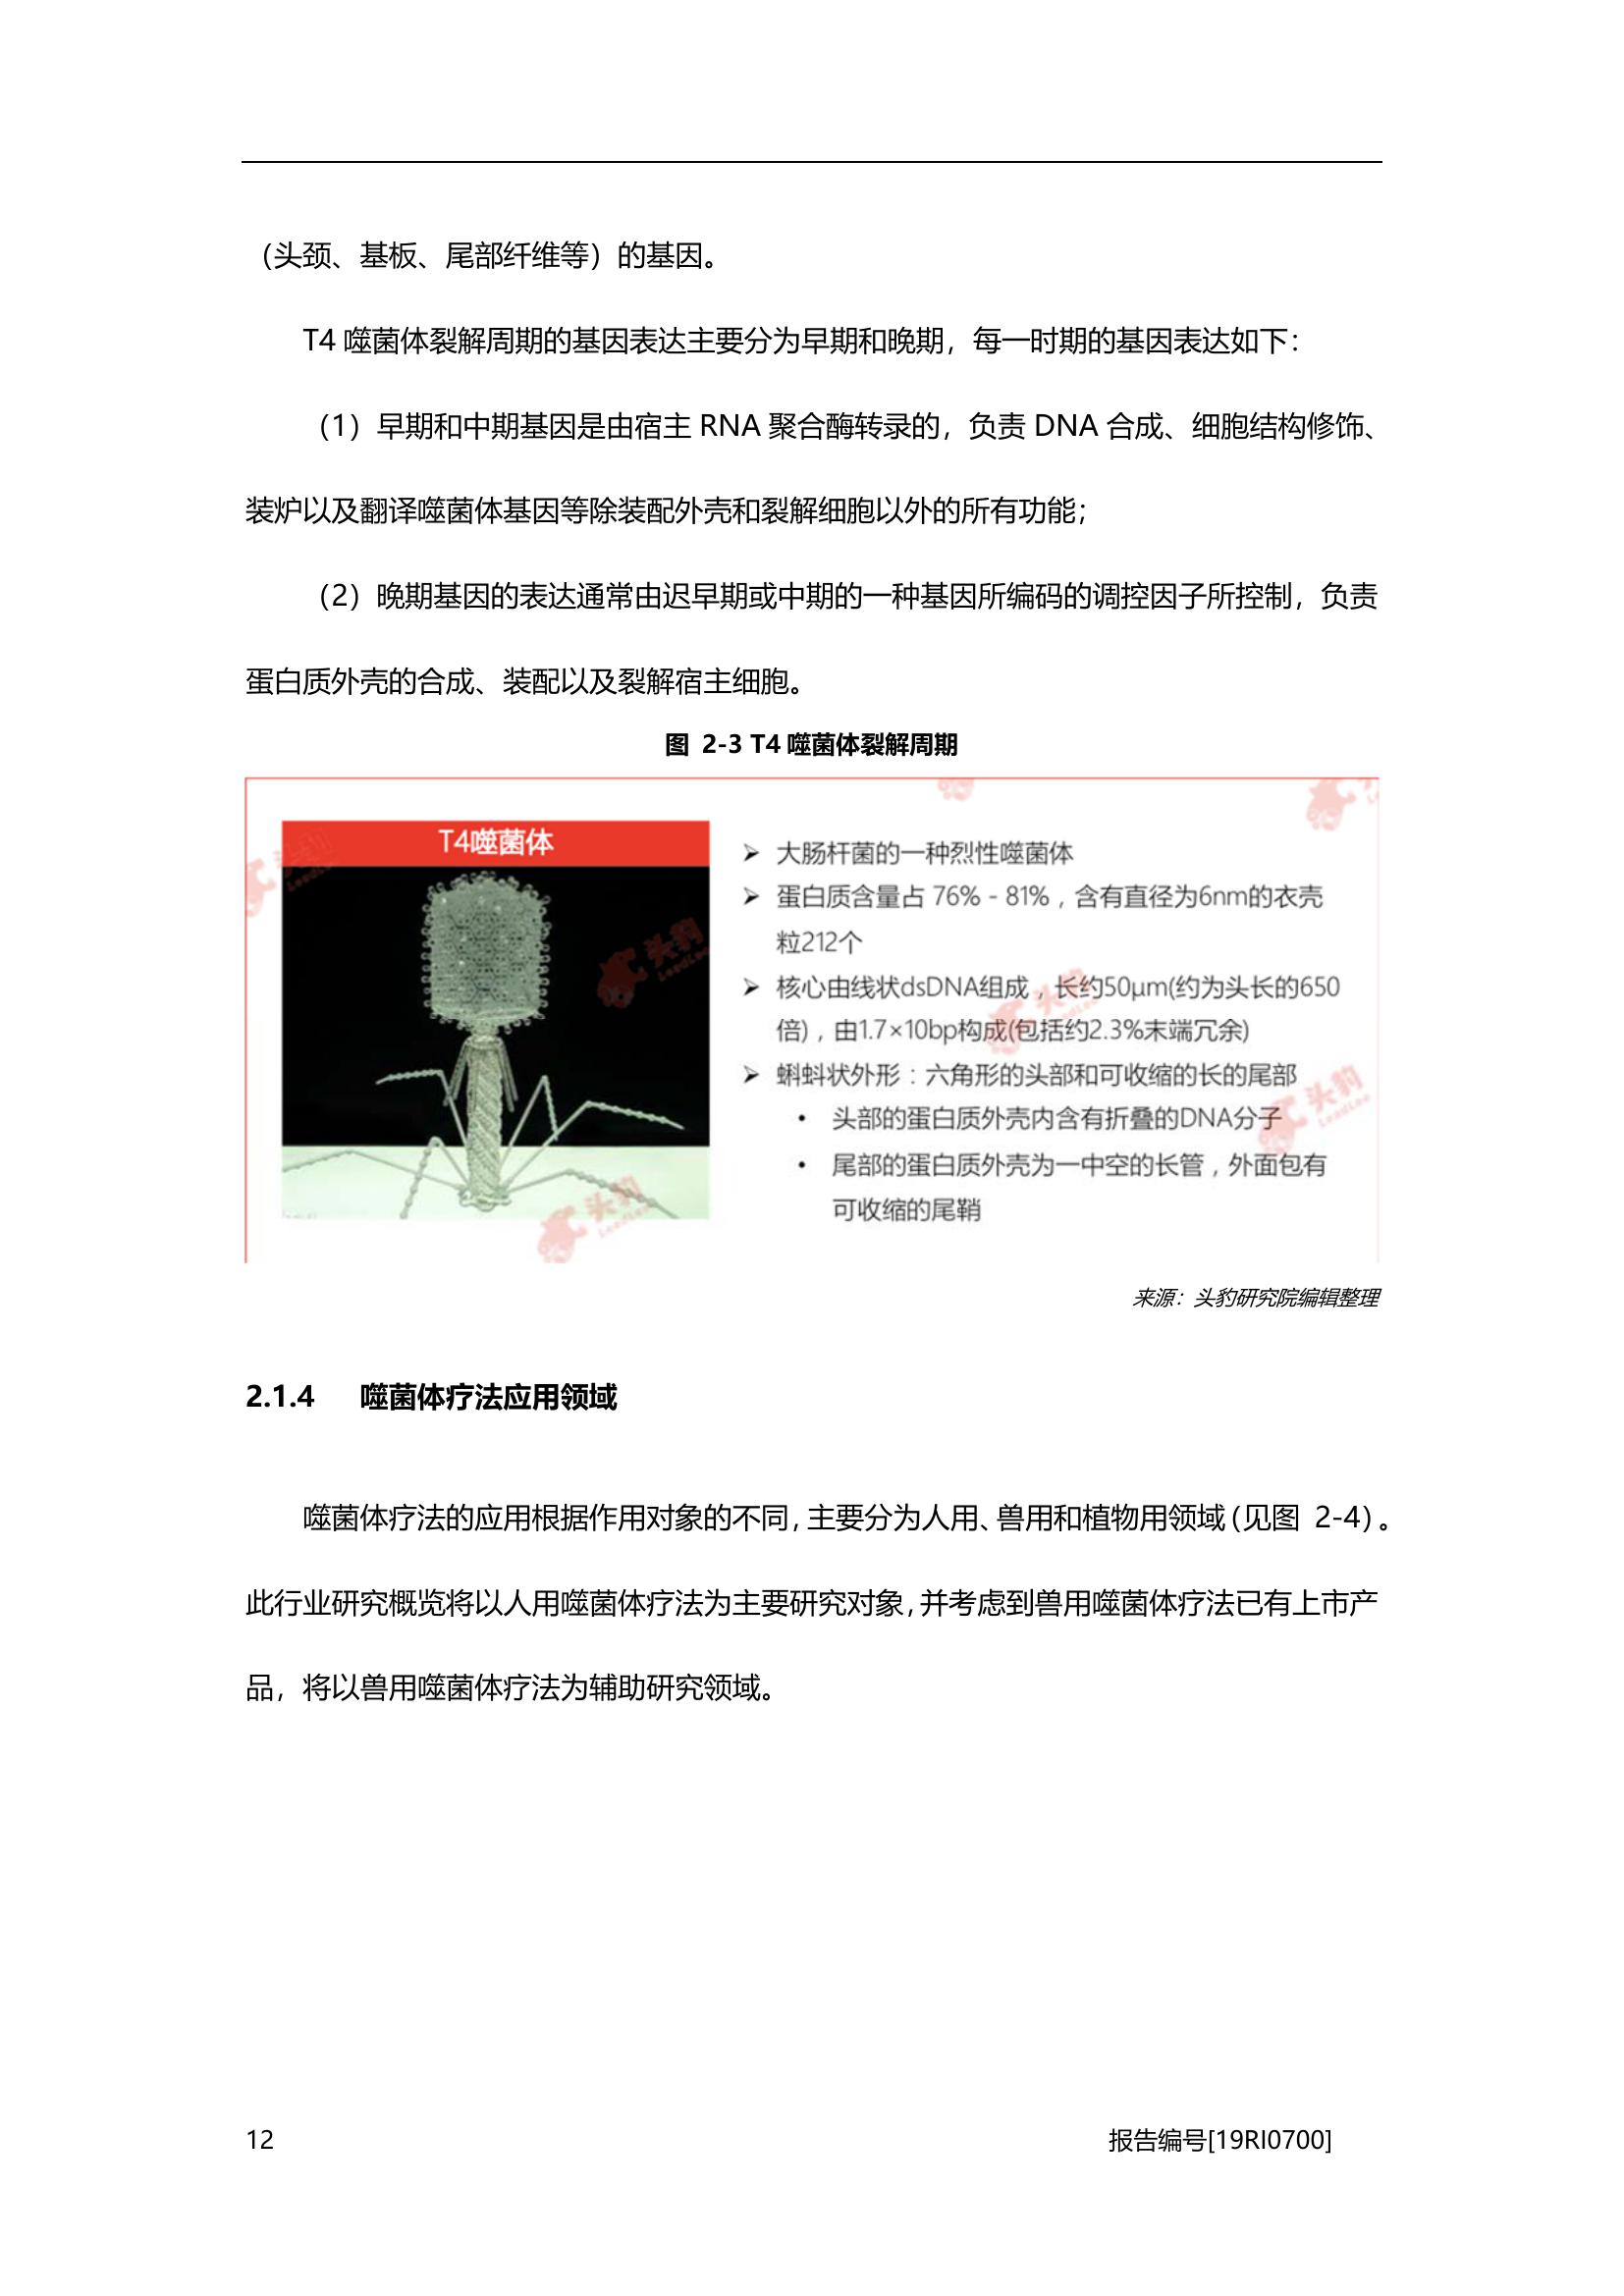 （头颈、基板、尾部纤维等）的基因。
T4 噬菌体裂解周期的基因表达主要分为早期和晚期，每一时期的基因表达如下：
（1）早期和中期基因是由宿主 RNA 聚合酶转录的，负责 DNA 合成、细胞结构修饰、
装炉以及翻译噬菌体基因等除装配外壳和裂解细胞以外的所有功能；
（2）晚期基因的表达通常由迟早期或中期的一种基因所编码的调控因子所控制，负责
蛋白质外壳的合成、装配以及裂解宿主细胞。
图 2-3 T4 噬菌体裂解周期
T4噬菌体
➢ 大肠杆菌的一种烈性噬菌体
➢ 蛋白质含量占 76% - 81%，含有直径为6nm的衣壳
粒212个
➢ 核心由线状dsDNA组成，长约50μm(约为头长的650
倍)，由1.7×10bp构成(包括约2.3%末端冗余)
➢ 蝌蚪状外形：六角形的头部和可收缩的长的尾部
• 头部的蛋白质外壳内含有折叠的DNA分子
• 尾部的蛋白质外壳为一中空的长管，外面包有
可收缩的尾鞘
头豹
LeadLeo
头豹
LeadLeo
头豹
LeadLeo
头豹
LeadLeo
头豹
LeadLeo
来源：头豹研究院编辑整理
2.1.4 噬菌体疗法应用领域
噬菌体疗法的应用根据作用对象的不同，主要分为人用、兽用和植物用领域（见图 2-4）。
此行业研究概览将以人用噬菌体疗法为主要研究对象，并考虑到兽用噬菌体疗法已有上市产
品，将以兽用噬菌体疗法为辅助研究领域。
12 报告编号[19RI0700]